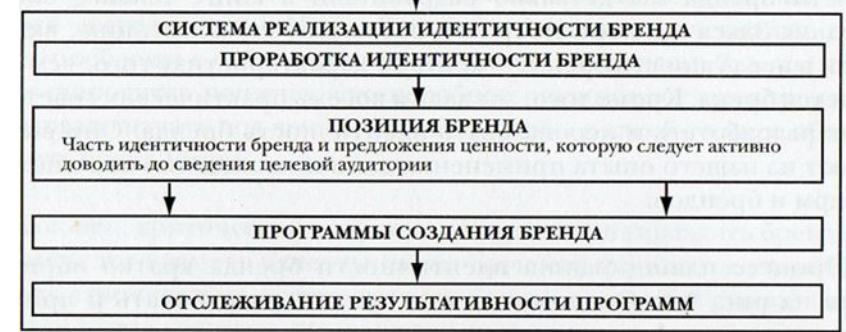 СИСТЕМА РЕАЛИЗАЦИИ ИДЕНТИЧНОСТИ БРЕНДА
ПРОРАБОТКА ИДЕНТИЧНОСТИ БРЕНДА
ПОЗИЦИЯ БРЕНДА
Часть идентичности бренда и предложения ценности, которую следует активно
доводить до сведения целевой аудитории
ПРОГРАММЫ СОЗДАНИЯ БРЕНДА
ОТСЛЕЖИВАНИЕ РЕЗУЛЬТАТИВНОСТИ ПРОГРАММ